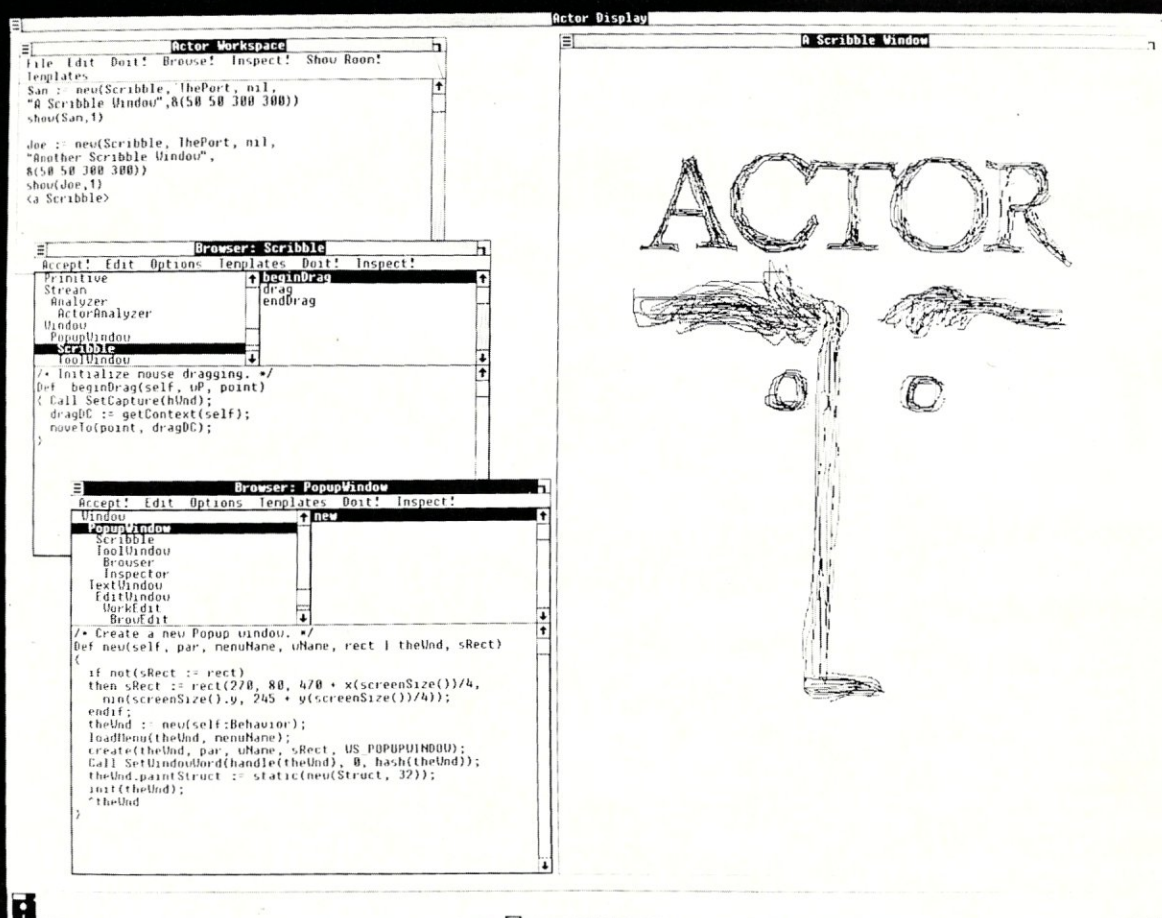 Actor Display
Actor Workspace
File Edit Doit! Browse! Inspect! Show Room!
Templates
Sam := new(Scribble, ThePort, nil,
"A Scribble Window",&(50 50 300 300))
show(Sam,1)
Joe := new(Scribble, ThePort, nil,
"Another Scribble Window",
&(50 50 300 300))
show(Joe,1)
<a Scribble>
Browser: Scribble
Accept! Edit Options Templates Doit! Inspect!
Primitive
Stream
Analyzer
ActorAnalyzer
Window
PopupWindow
Scribble
ToolWindow
beginDrag
drag
endDrag
/* Initialize mouse dragging. */
Def beginDrag(self, wP, point)
{ Call SetCapture(hWnd);
dragDC := getContext(self);
moveTo(point, dragDC);
}
Browser: PopupWindow
Accept! Edit Options Templates Doit! Inspect!
Window
PopupWindow
Scribble
ToolWindow
Browser
Inspector
TextWindow
EditWindow
WorkEdit
BrowEdit
new
/* Create a new Popup window. */
Def new(self, par, menuName, wName, rect | theWnd, sRect)
{
if not(sRect := rect)
then sRect := rect(270, 80, 470 + x(screenSize())/4,
min(screenSize().y, 245 + y(screenSize())/4));
endif;
theWnd := new(self:Behavior);
loadMenu(theWnd, menuName);
create(theWnd, par, wName, sRect, WS_POPUPWINDOW);
Call SetWindowWord(handle(theWnd), 0, hash(theWnd));
theWnd.paintStruct := static(new(Struct, 32));
init(theWnd);
^theWnd
}
A Scribble Window
ACTOR